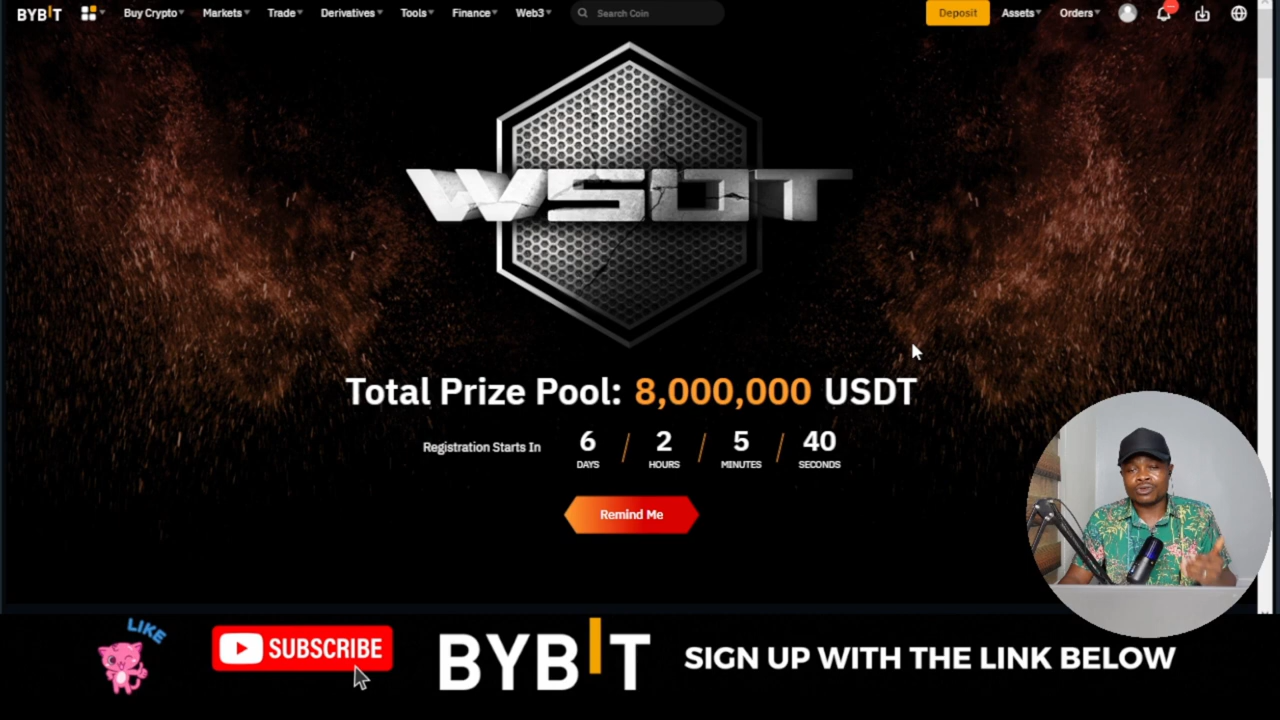 BYBIT Buy Crypto Markets Trade Derivatives Tools Finance Web3 Search Coin Deposit Assets Orders
WSOT
Total Prize Pool: 8,000,000 USDT
Registration Starts In 6 / 2 / 5 / 40
DAYS HOURS MINUTES SECONDS
Remind Me
LIKE
SUBSCRIBE BYBIT SIGN UP WITH THE LINK BELOW